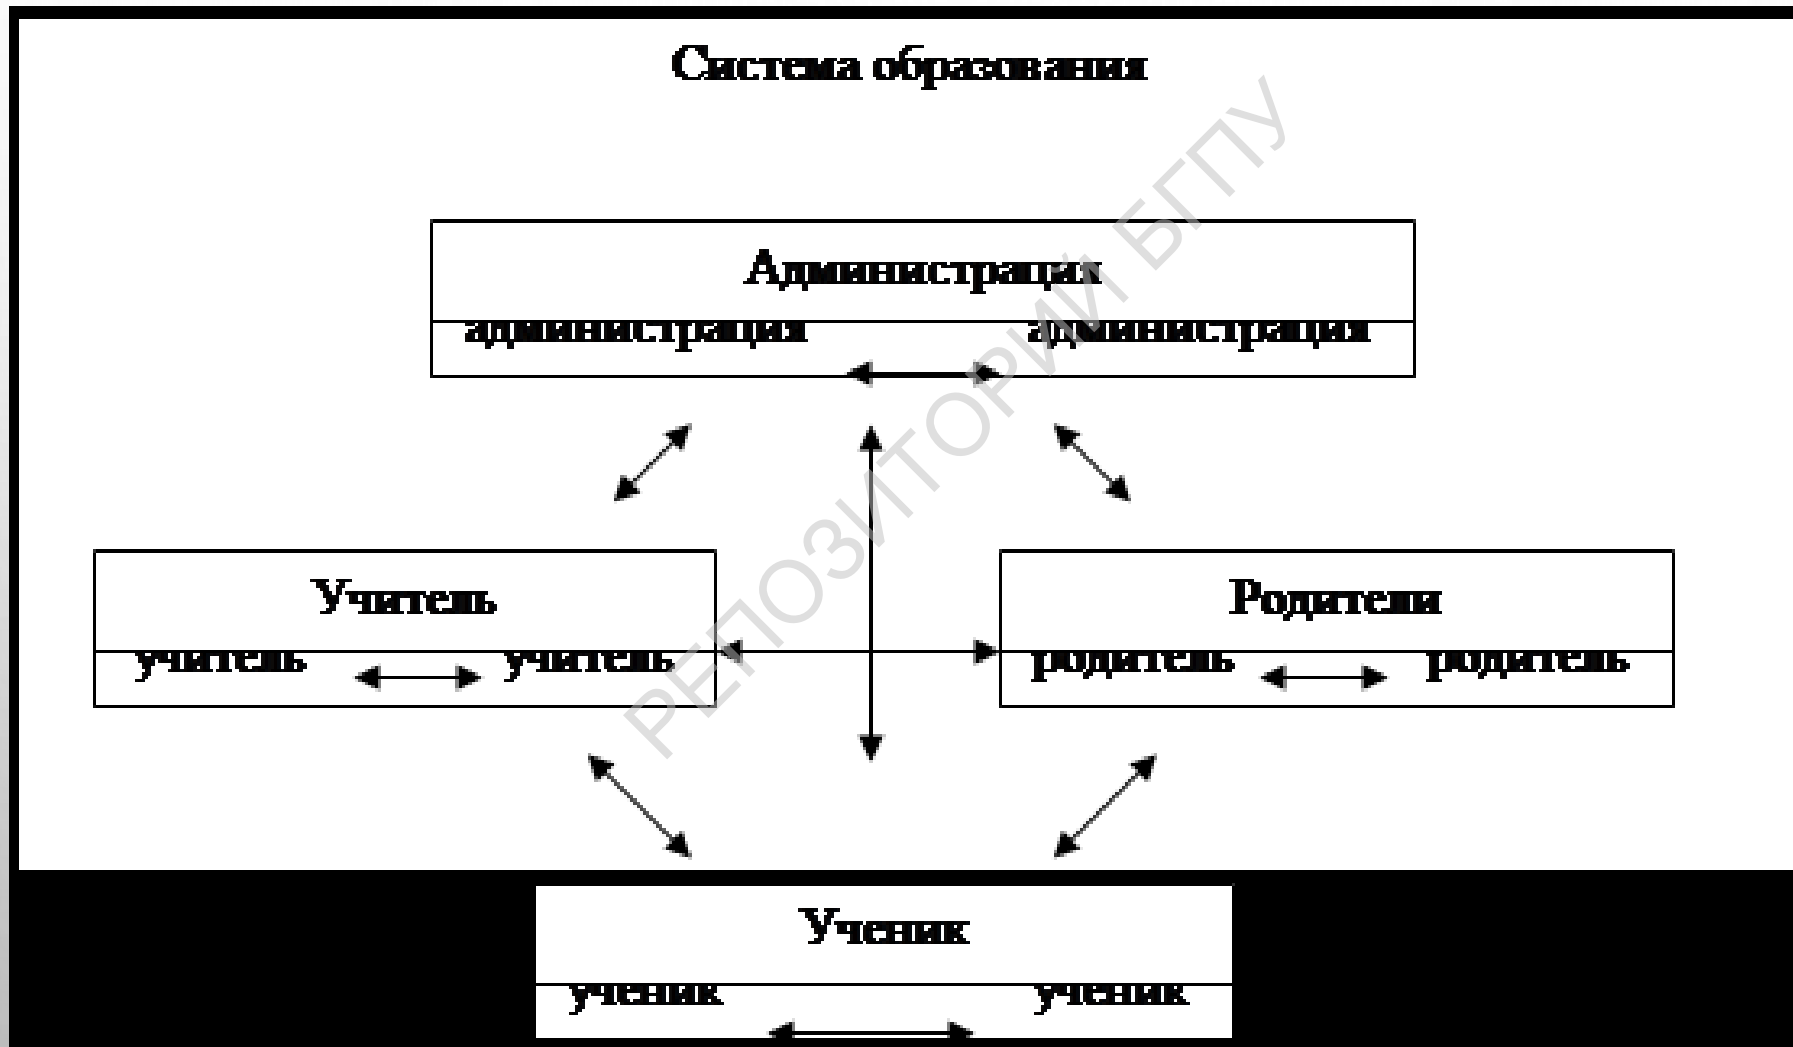 Система образования
Администрация
администрация администрация
Учитель
учитель учитель
Родители
родитель родитель
Ученик
ученик ученик
РЕПОЗИТОРИЙ БГПУ